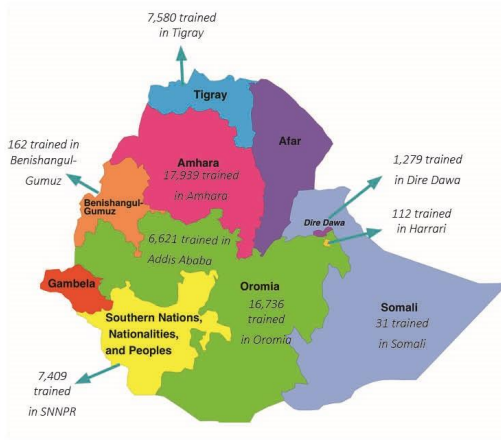 7,580 trained
in Tigray
Tigray
Afar
162 trained in
Benishangul-
Gumuz
Amhara
17,939 trained
in Amhara
1,279 trained
in Dire Dawa
Benishangul-
Gumuz
Dire Dawa
112 trained
in Harrari
6,621 trained in
Addis Ababa
Gambela
Oromia
16,736
trained
in Oromia
Somali
31 trained
in Somali
Southern Nations,
Nationalities,
and Peoples
7,409
trained
in SNNPR